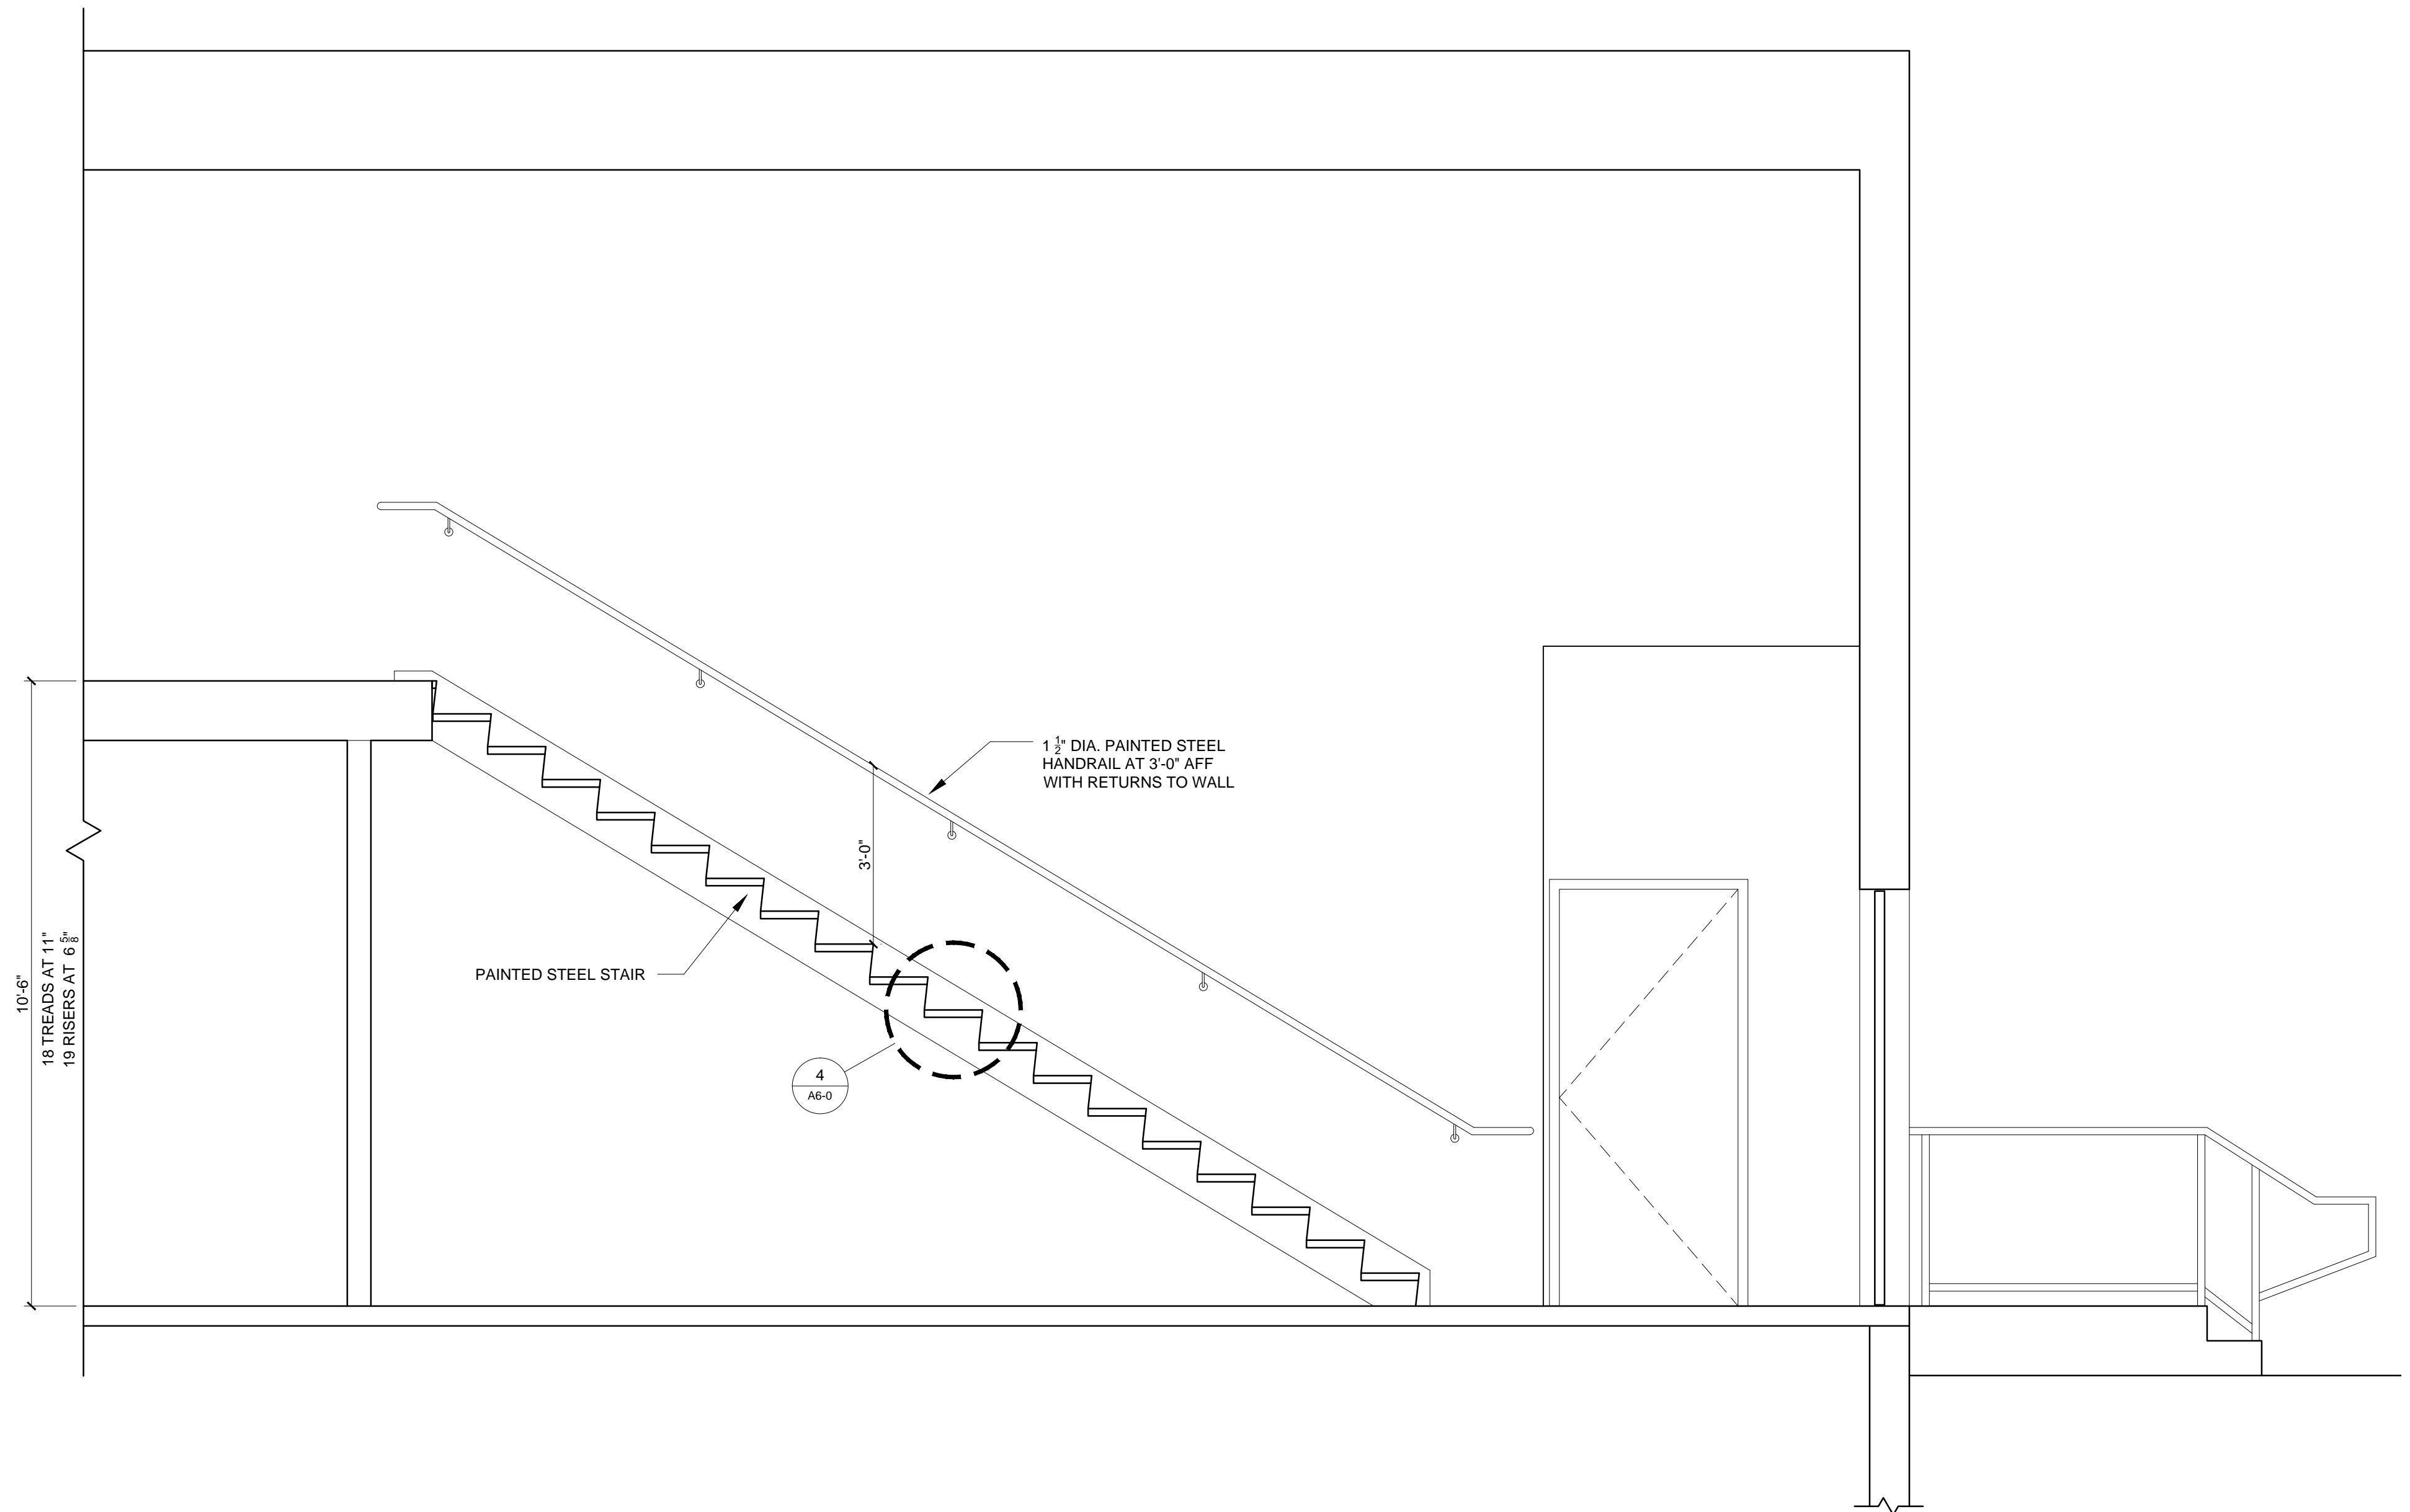 1 1/2" DIA. PAINTED STEEL
HANDRAIL AT 3'-0" AFF
WITH RETURNS TO WALL
3'-0"
PAINTED STEEL STAIR
10'-6"
18 TREADS AT 11"
19 RISERS AT 6 5/8"
4
A6-0